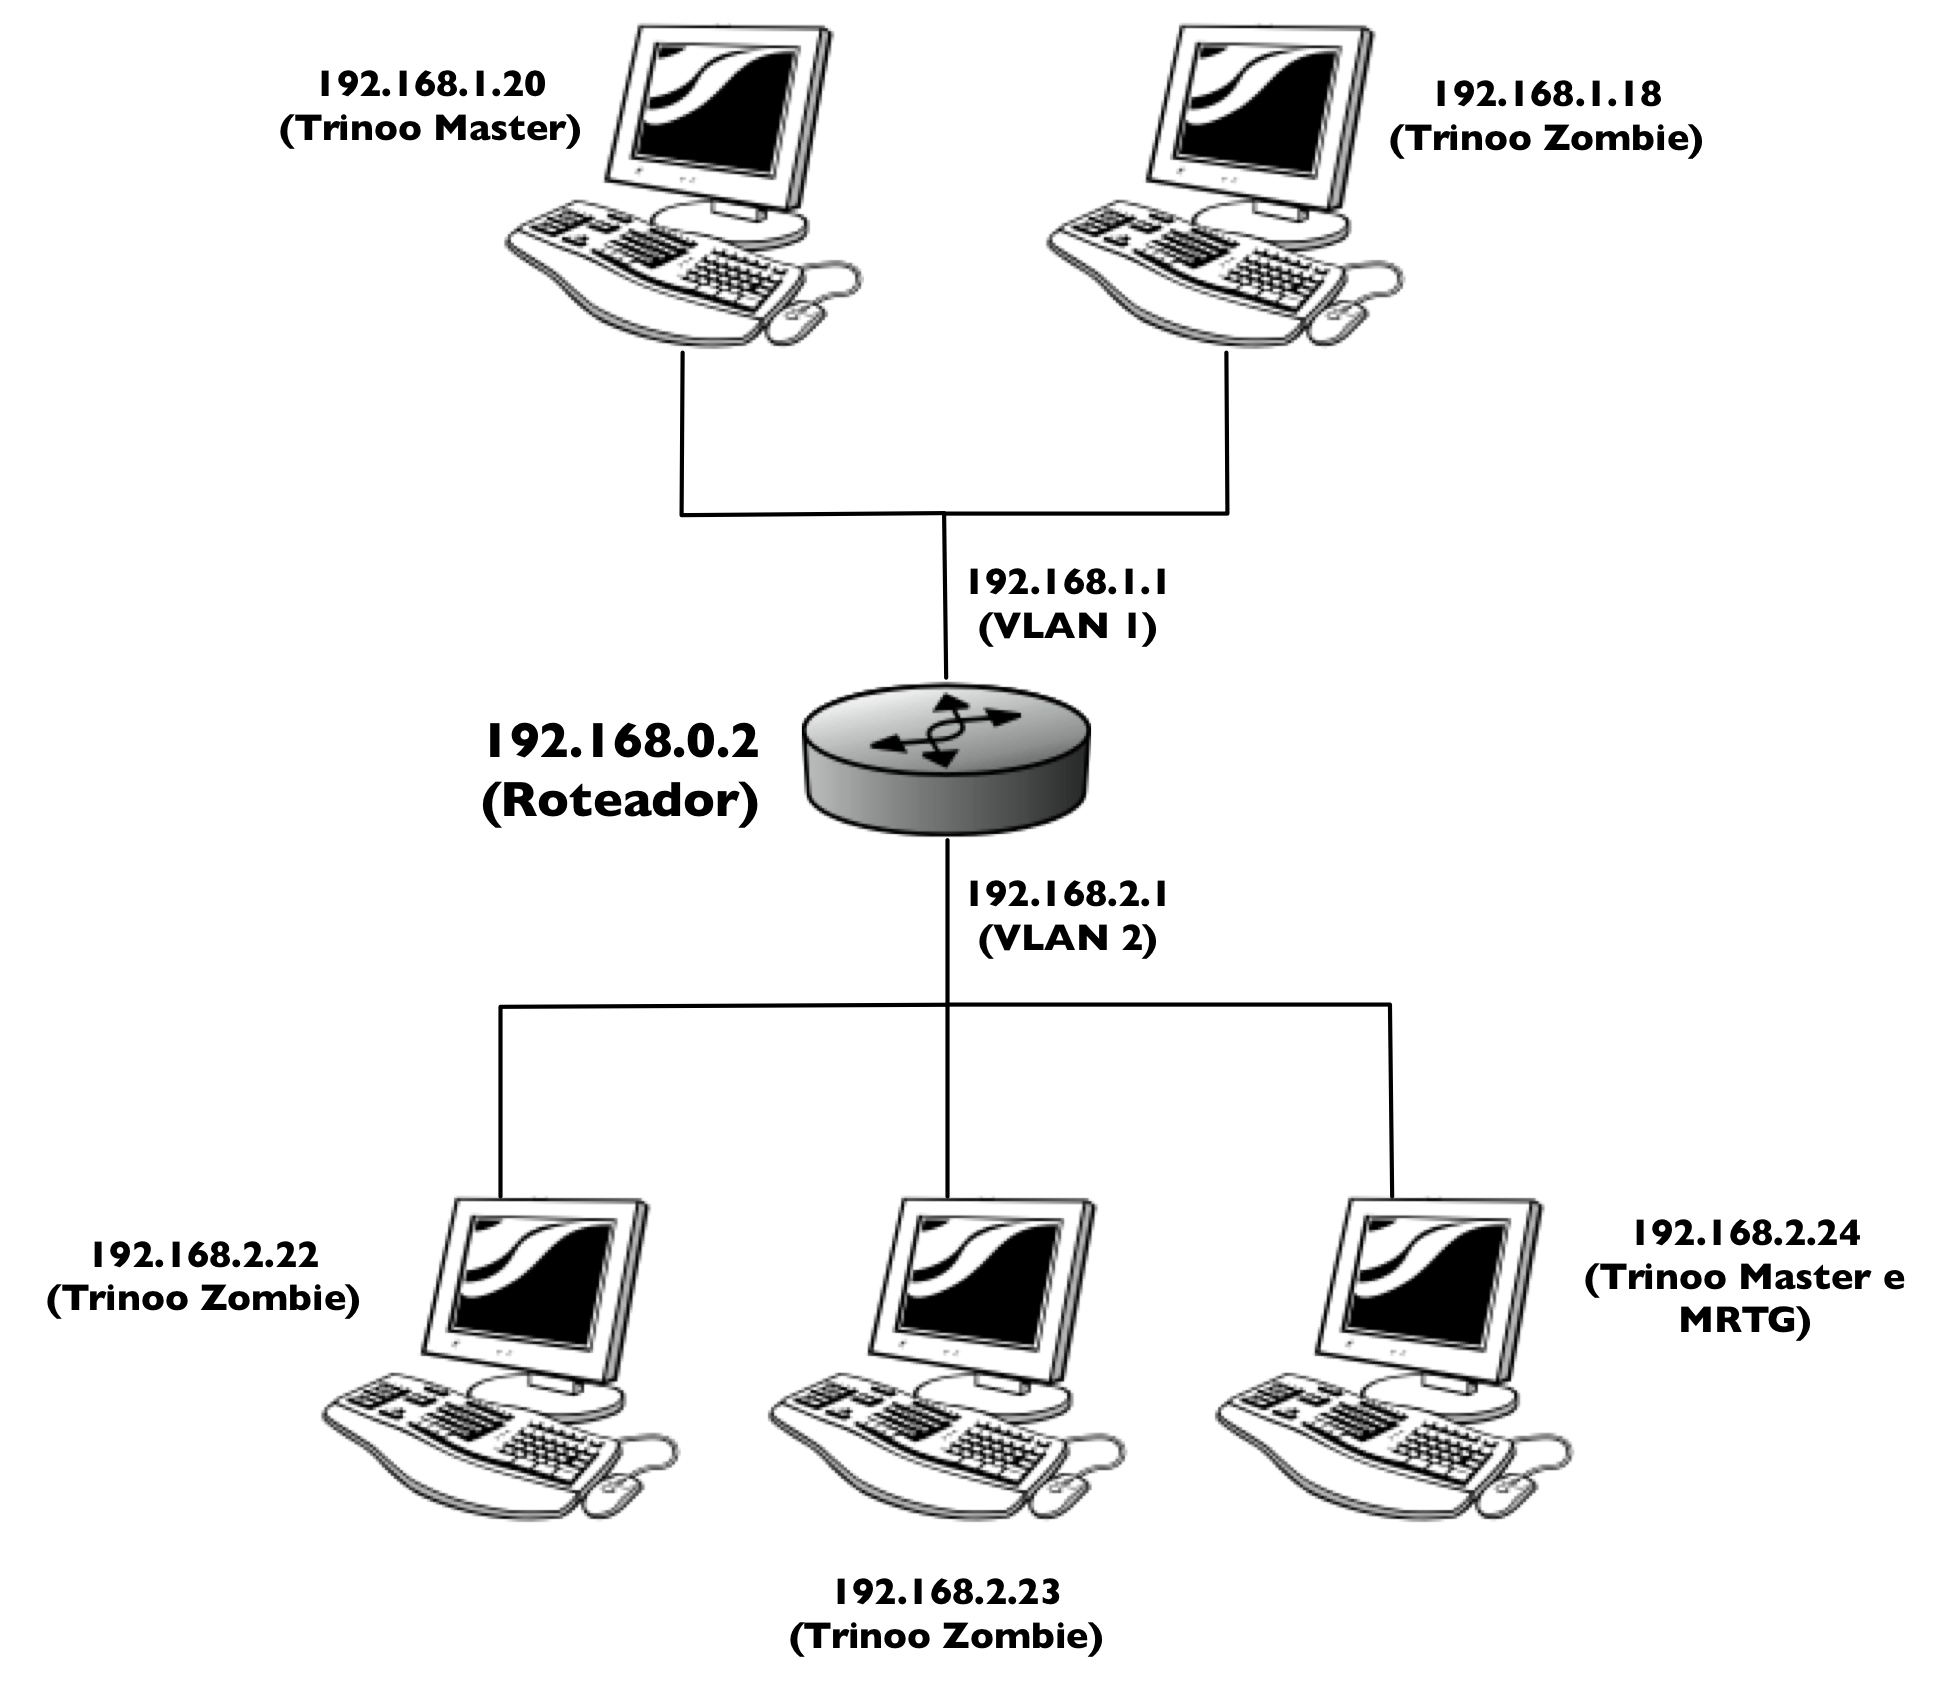 192.168.1.20
(Trinoo Master)
192.168.1.18
(Trinoo Zombie)
192.168.1.1
(VLAN 1)
192.168.0.2
(Roteador)
192.168.2.1
(VLAN 2)
192.168.2.22
(Trinoo Zombie)
192.168.2.24
(Trinoo Master e
MRTG)
192.168.2.23
(Trinoo Zombie)